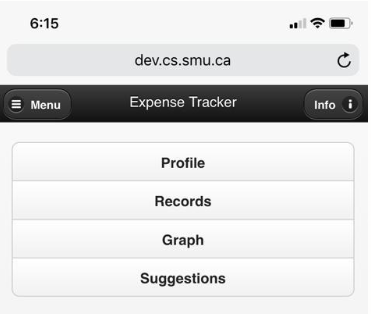 6:15
dev.cs.smu.ca
Menu Expense Tracker Info i
Profile
Records
Graph
Suggestions